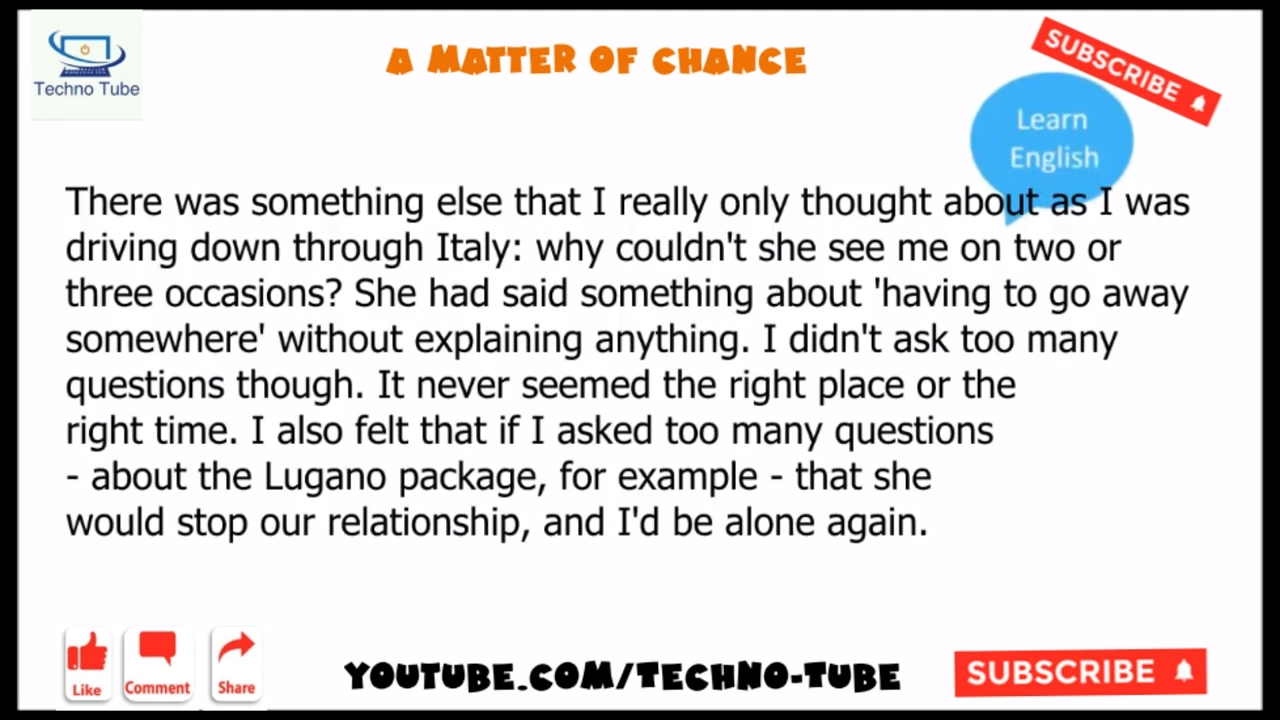 A MATTER OF CHANCE
SUBSCRIBE
Techno Tube
Learn
English
There was something else that I really only thought about as I was
driving down through Italy: why couldn't she see me on two or
three occasions? She had said something about 'having to go away
somewhere' without explaining anything. I didn't ask too many
questions though. It never seemed the right place or the
right time. I also felt that if I asked too many questions
- about the Lugano package, for example - that she
would stop our relationship, and I'd be alone again.
Like
Comment
Share
YOUTUBE.COM/TECHNO-TUBE
SUBSCRIBE